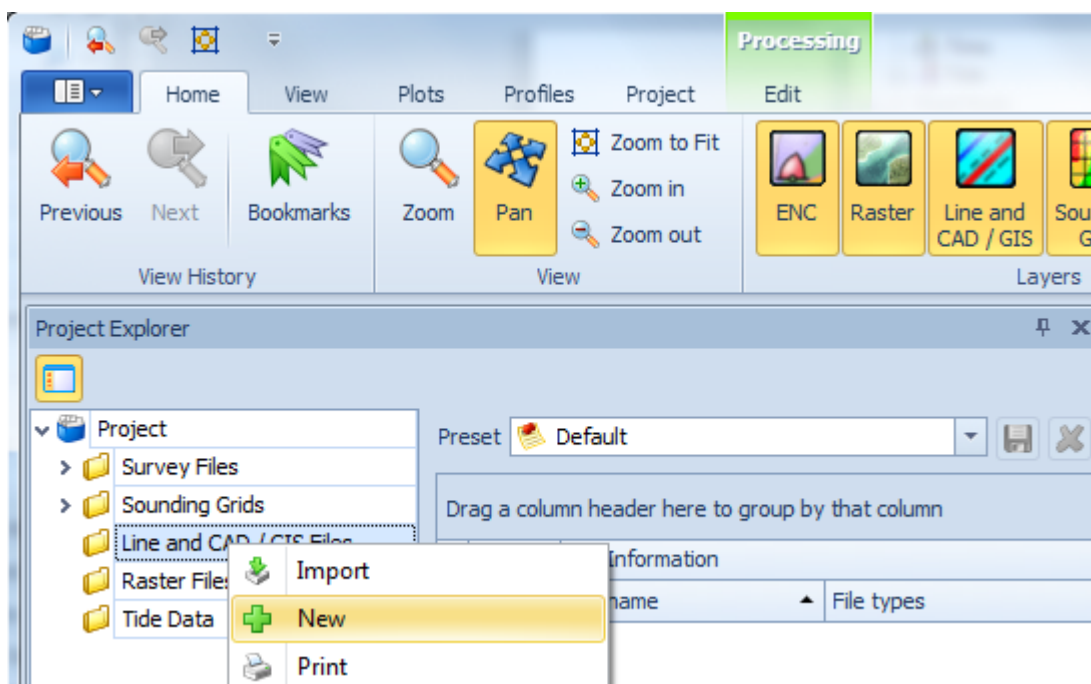 Processing
Home View Plots Profiles Project Edit
Zoom to Fit
Zoom in
Previous Next Bookmarks Zoom Pan ENC Raster Line and CAD / GIS Sou G
Zoom out
View History View Layers
Project Explorer
Project
Preset Default
Survey Files
Sounding Grids
Drag a column header here to group by that column
Line and CAD / GIS Files
Import
Information
Raster Files
name File types
Tide Data
New
Print